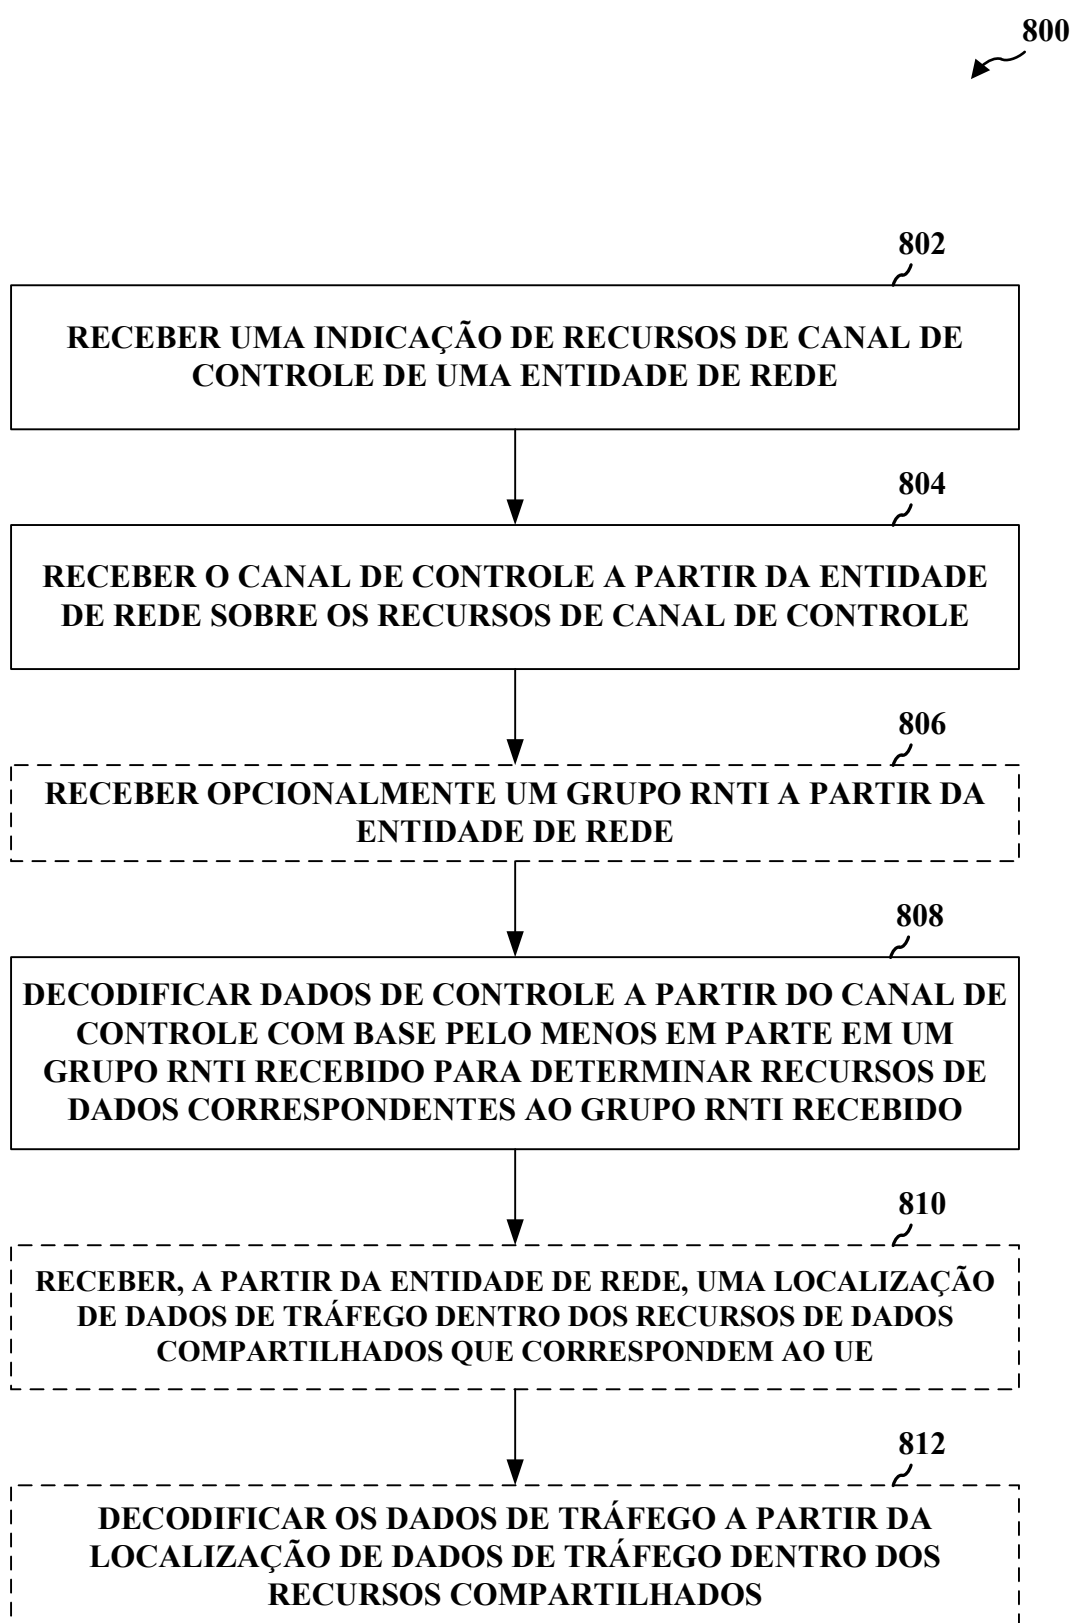 800
802
RECEBER UMA INDICAÇÃO DE RECURSOS DE CANAL DE
CONTROLE DE UMA ENTIDADE DE REDE
804
RECEBER O CANAL DE CONTROLE A PARTIR DA ENTIDADE
DE REDE SOBRE OS RECURSOS DE CANAL DE CONTROLE
806
RECEBER OPCIONALMENTE UM GRUPO RNTI A PARTIR DA
ENTIDADE DE REDE
808
DECODIFICAR DADOS DE CONTROLE A PARTIR DO CANAL DE
CONTROLE COM BASE PELO MENOS EM PARTE EM UM
GRUPO RNTI RECEBIDO PARA DETERMINAR RECURSOS DE
DADOS CORRESPONDENTES AO GRUPO RNTI RECEBIDO
810
RECEBER, A PARTIR DA ENTIDADE DE REDE, UMA LOCALIZAÇÃO
DE DADOS DE TRÁFEGO DENTRO DOS RECURSOS DE DADOS
COMPARTILHADOS QUE CORRESPONDEM AO UE
812
DECODIFICAR OS DADOS DE TRÁFEGO A PARTIR DA
LOCALIZAÇÃO DE DADOS DE TRÁFEGO DENTRO DOS
RECURSOS COMPARTILHADOS